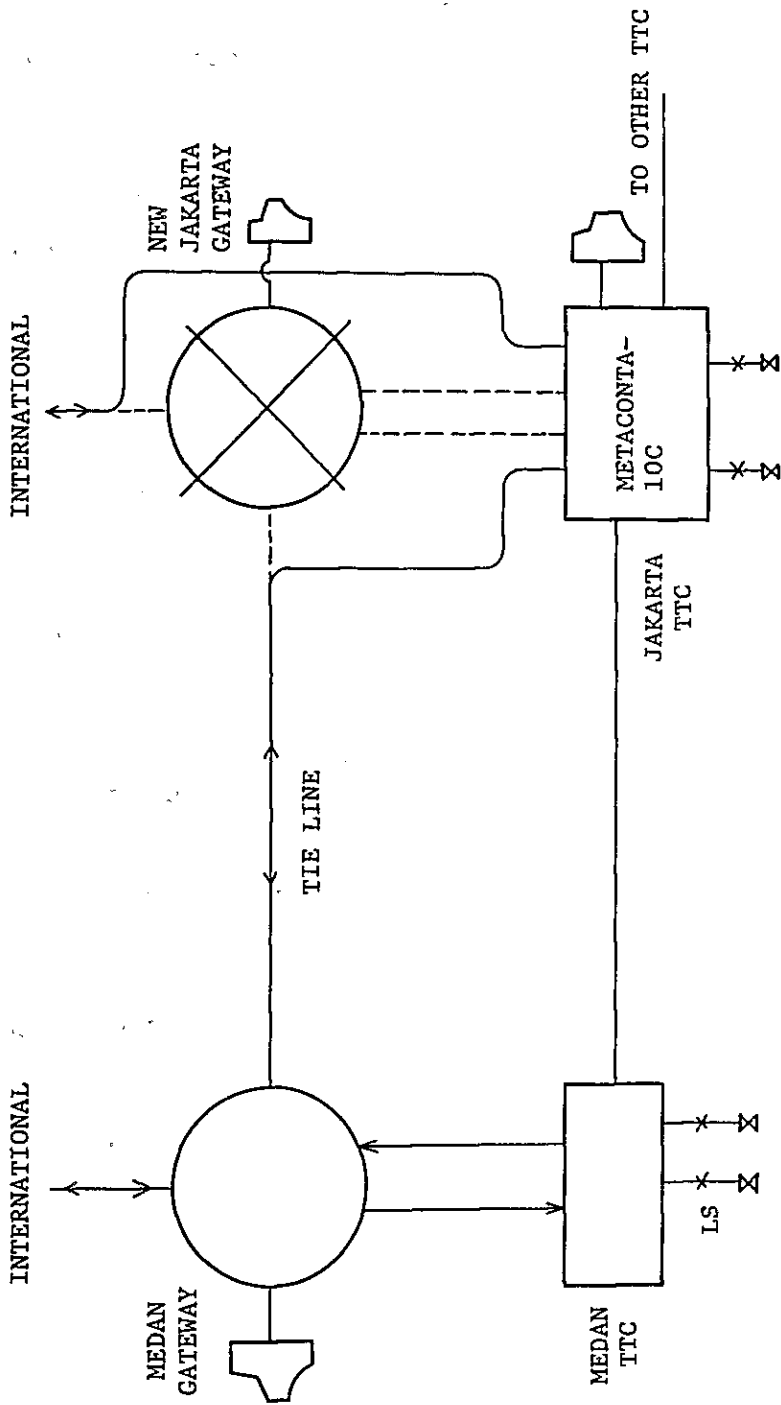 INTERNATIONAL
INTERNATIONAL
MEDAN
GATEWAY
NEW
JAKARTA
GATEWAY
TIE LINE
METACONTA-
10C
TO OTHER TTC
LS
MEDAN
TTC
JAKARTA
TTC